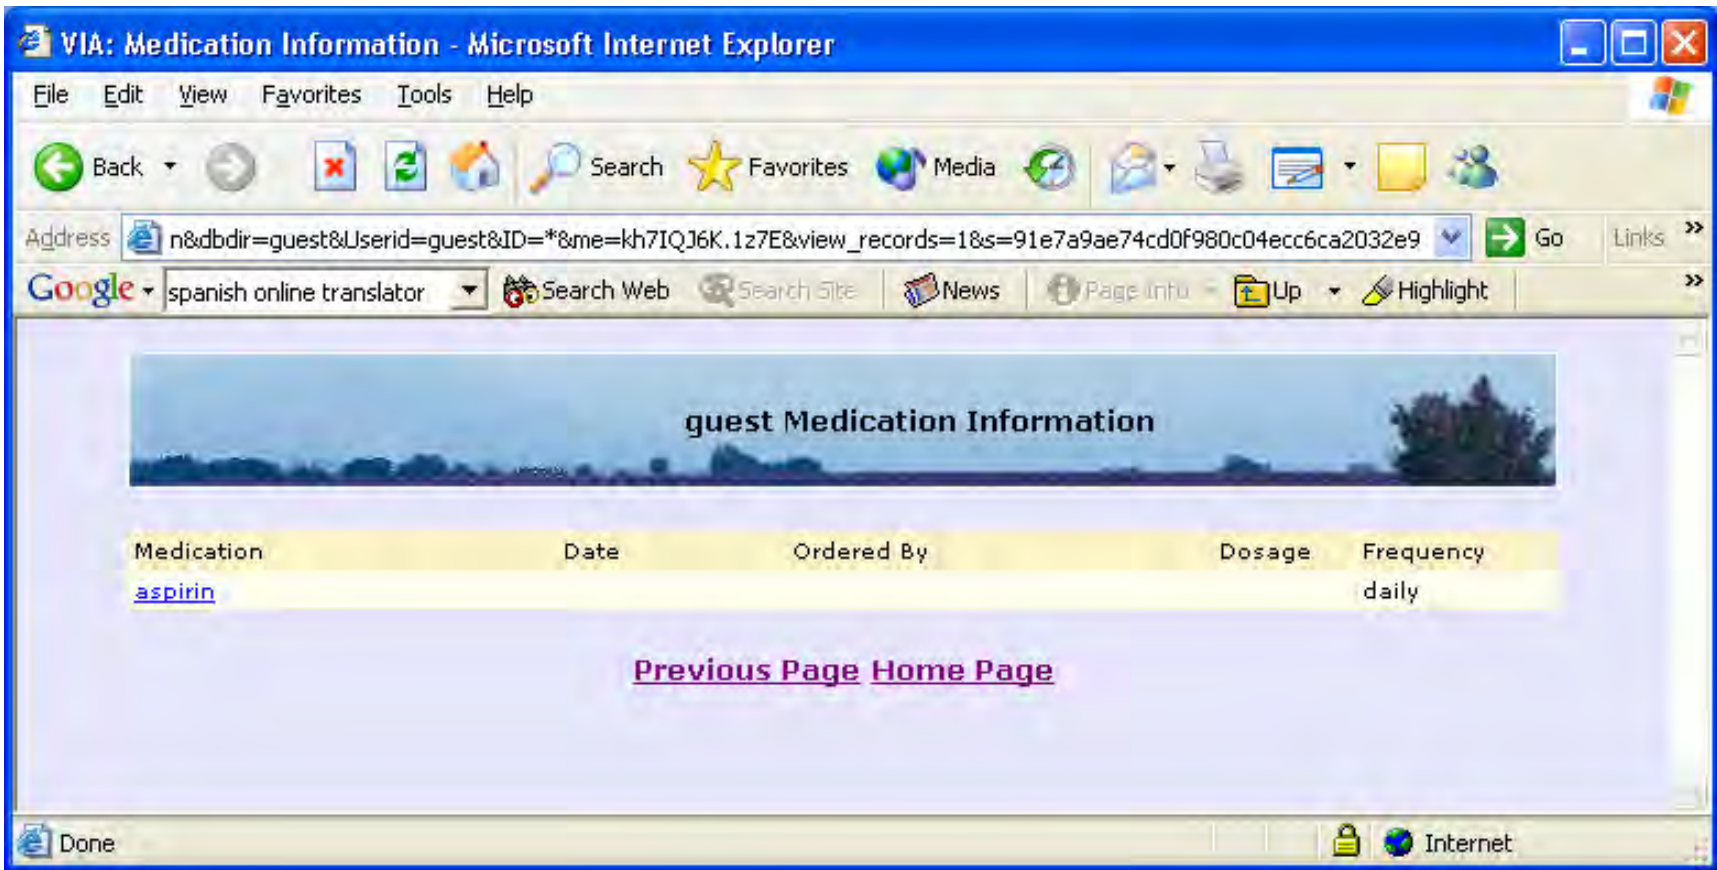 VIA: Medication Information - Microsoft Internet Explorer
File Edit View Favorites Tools Help
Back Search Favorites Media
Address n&dbdir=guest&Userid=guest&ID=*&me=kh7IQJ6K.1z7E&view_records=1&s=91e7a9ae74cd0f980c04ecc6ca2032e9 Go Links »
Google spanish online translator Search Web Search Site News Page Info Up Highlight »
guest Medication Information
Medication Date Ordered By Dosage Frequency
aspirin daily
Previous Page Home Page
Done Internet